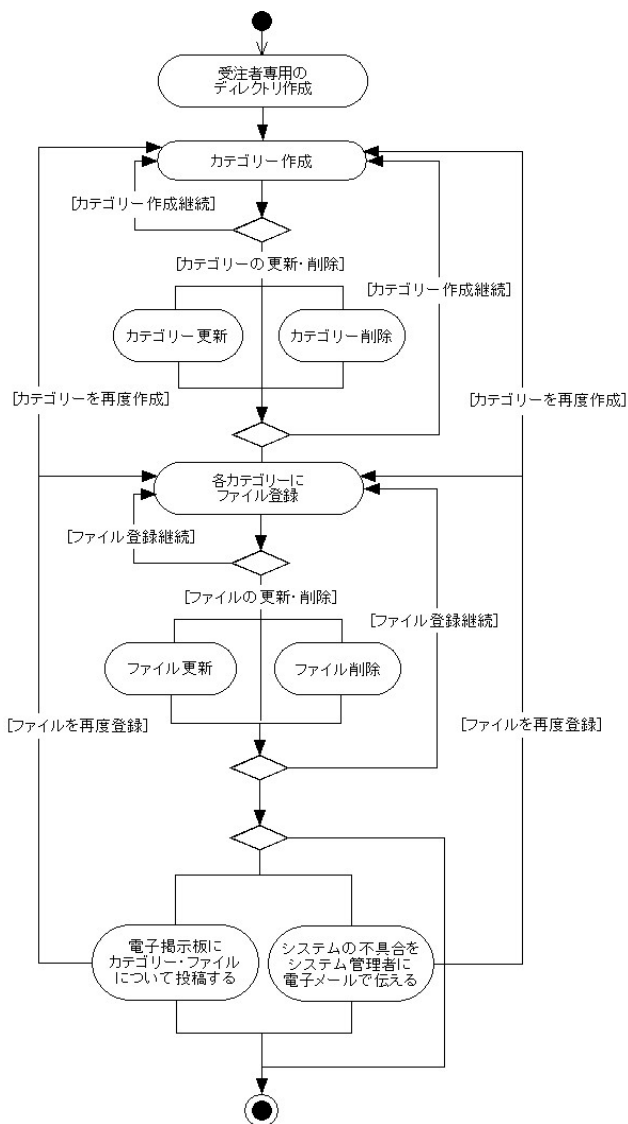 受注者専用の
ディレクトリ作成
カテゴリー作成
[カテゴリー作成継続]
[カテゴリーの更新・削除]
[カテゴリー作成継続]
カテゴリー更新
カテゴリー削除
[カテゴリーを再度作成]
[カテゴリーを再度作成]
各カテゴリーに
ファイル登録
[ファイル登録継続]
[ファイルの更新・削除]
[ファイル登録継続]
ファイル更新
ファイル削除
[ファイルを再度登録]
[ファイルを再度登録]
電子掲示板に
カテゴリー・ファイル
について投稿する
システムの不具合を
システム管理者に
電子メールで伝える